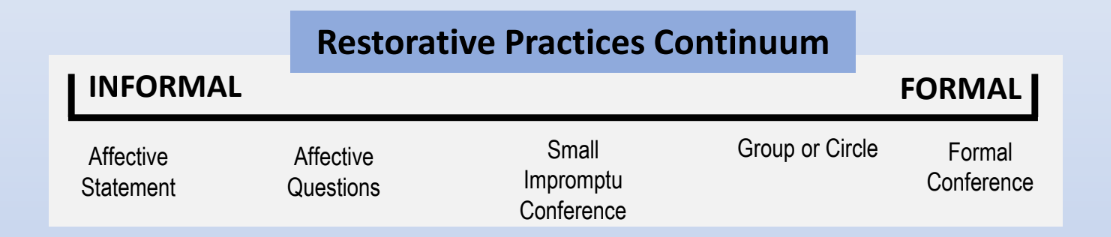 Restorative Practices Continuum
INFORMAL
FORMAL
Affective
Statement
Affective
Questions
Small
Impromptu
Conference
Group or Circle
Formal
Conference